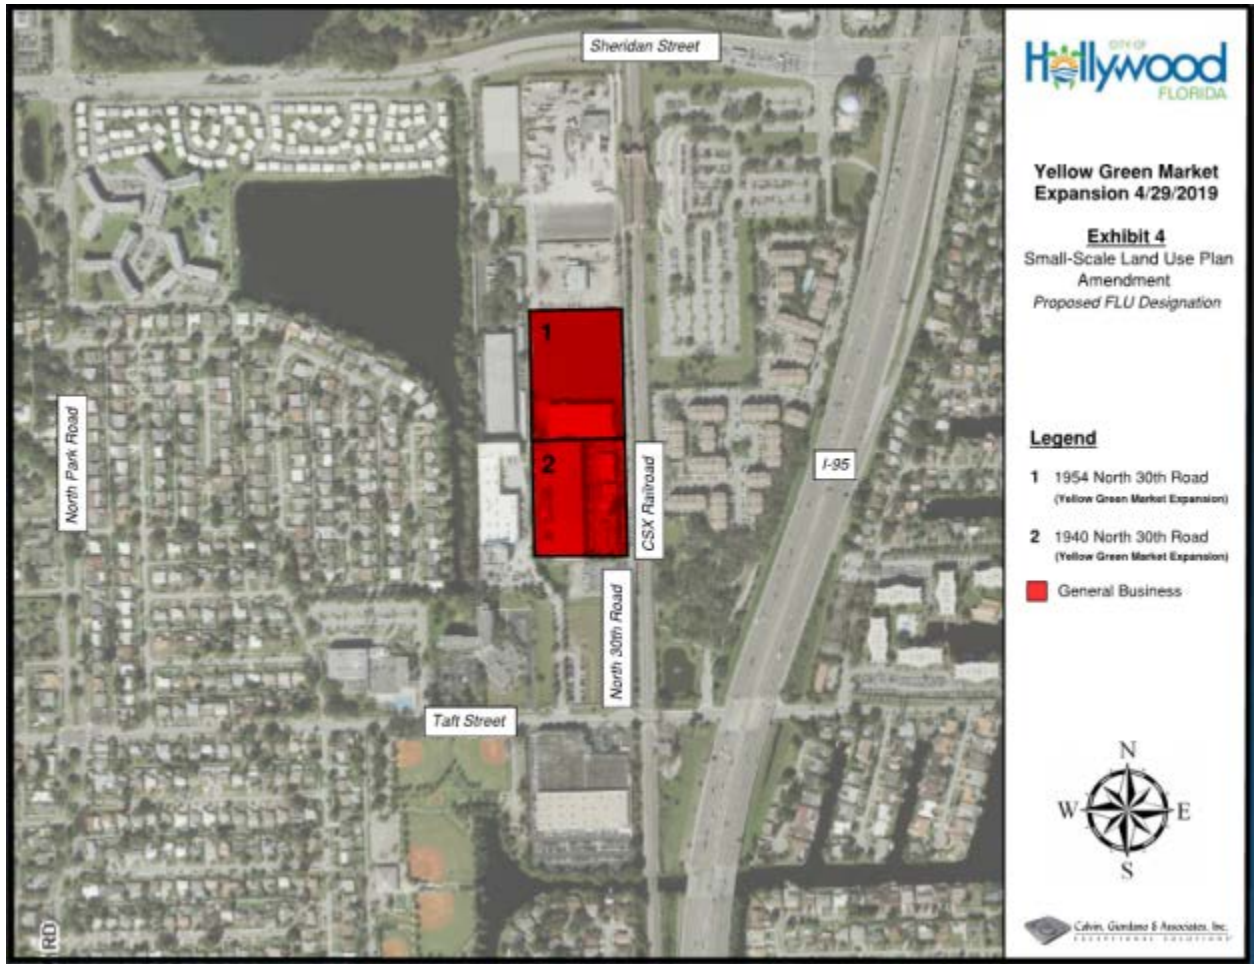 Sheridan Street
1
2
North Park Road
CSX Railroad
I-95
North 30th Road
Taft Street
RD
CITY OF
Hollywood
FLORIDA
Yellow Green Market
Expansion 4/29/2019
Exhibit 4
Small-Scale Land Use Plan
Amendment
Proposed FLU Designation
Legend
1 1954 North 30th Road
(Yellow Green Market Expansion)
2 1940 North 30th Road
(Yellow Green Market Expansion)
General Business
N
W E
S
Calvin, Giordano & Associates, Inc.
EXCEPTIONAL SOLUTIONS